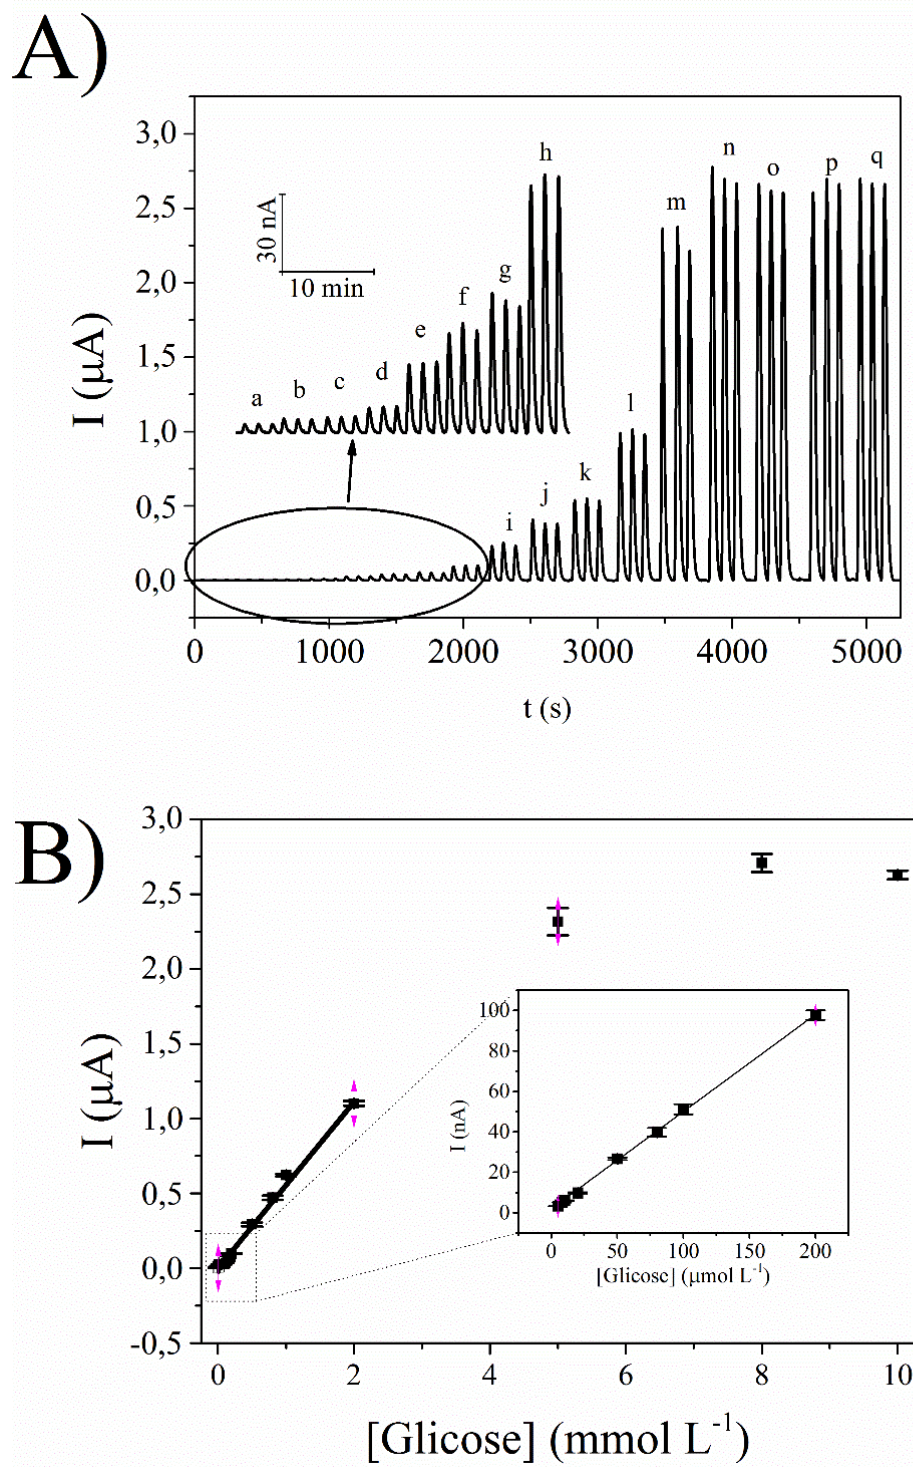 A)
3,0
2,5
2,0
1,5
1,0
0,5
0,0
I (µA)
30 nA
10 min
a b c d e f g h
i j k l m n o p q
0 1000 2000 3000 4000 5000
t (s)
B)
3,0
2,5
2,0
1,5
1,0
0,5
0,0
-0,5
I (µA)
100
80
60
40
20
0
I (nA)
0 50 100 150 200
[Glicose] (µmol L⁻¹)
0 2 4 6 8 10
[Glicose] (mmol L⁻¹)